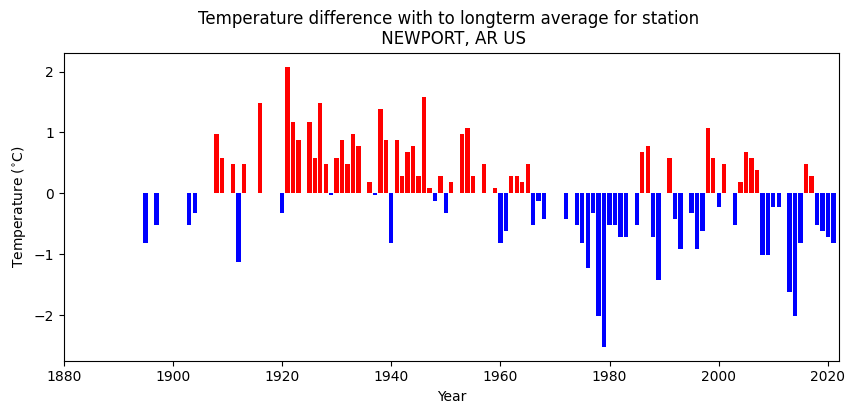 Temperature difference with to longterm average for station
NEWPORT, AR US
2
1
0
−1
−2
Temperature (°C)
1880 1900 1920 1940 1960 1980 2000 2020
Year